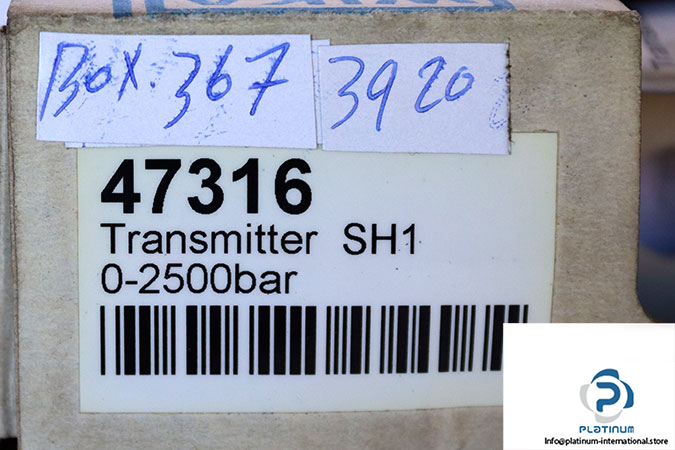 Box. 367
3920
47316
Transmitter SH1
0-2500bar
PLATINUM
Info@platinum-international.store